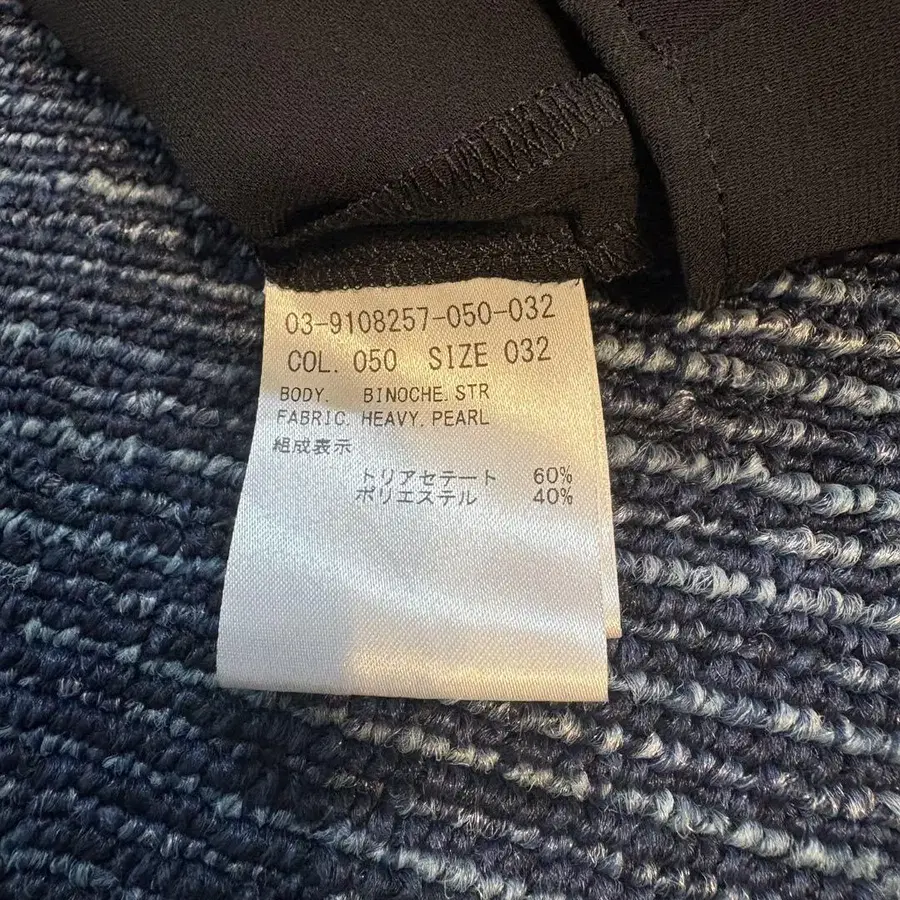 03-9108257-050-032
COL. 050 SIZE 032
BODY. BINOCHE.STR
FABRIC. HEAVY. PEARL
組成表示
トリアセテート 60%
ポリエステル 40%